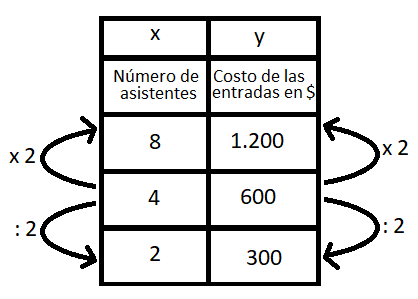 x y
Número de asistentes
Costo de las entradas en $
8 1.200
x 2 x 2
4 600
: 2 : 2
2 300